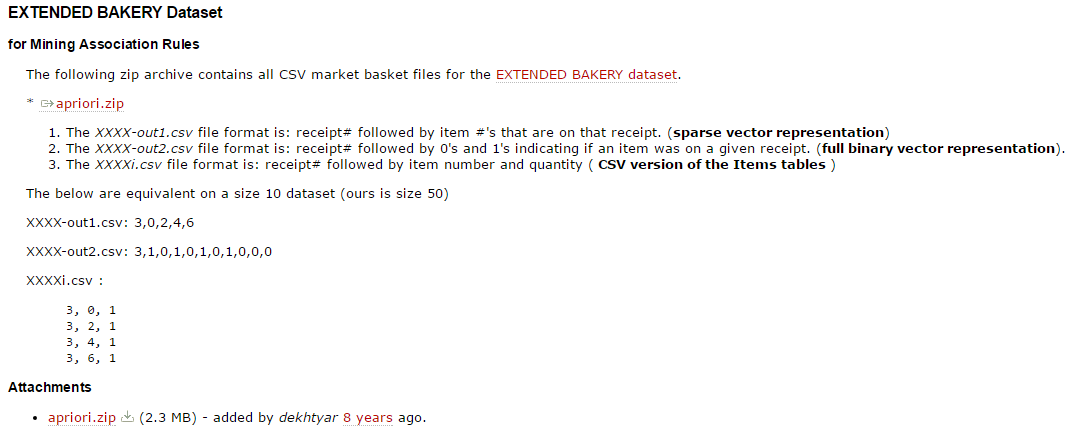 EXTENDED BAKERY Dataset
for Mining Association Rules
The following zip archive contains all CSV market basket files for the EXTENDED BAKERY dataset.
* apriori.zip
1. The XXXX-out1.csv file format is: receipt# followed by item #'s that are on that receipt. (sparse vector representation)
2. The XXXX-out2.csv file format is: receipt# followed by 0's and 1's indicating if an item was on a given receipt. (full binary vector representation).
3. The XXXXi.csv file format is: receipt# followed by item number and quantity ( CSV version of the Items tables )
The below are equivalent on a size 10 dataset (ours is size 50)
XXXX-out1.csv: 3,0,2,4,6
XXXX-out2.csv: 3,1,0,1,0,1,0,1,0,0,0
XXXXi.csv :
3, 0, 1
3, 2, 1
3, 4, 1
3, 6, 1
Attachments
• apriori.zip (2.3 MB) - added by dekhtyar 8 years ago.